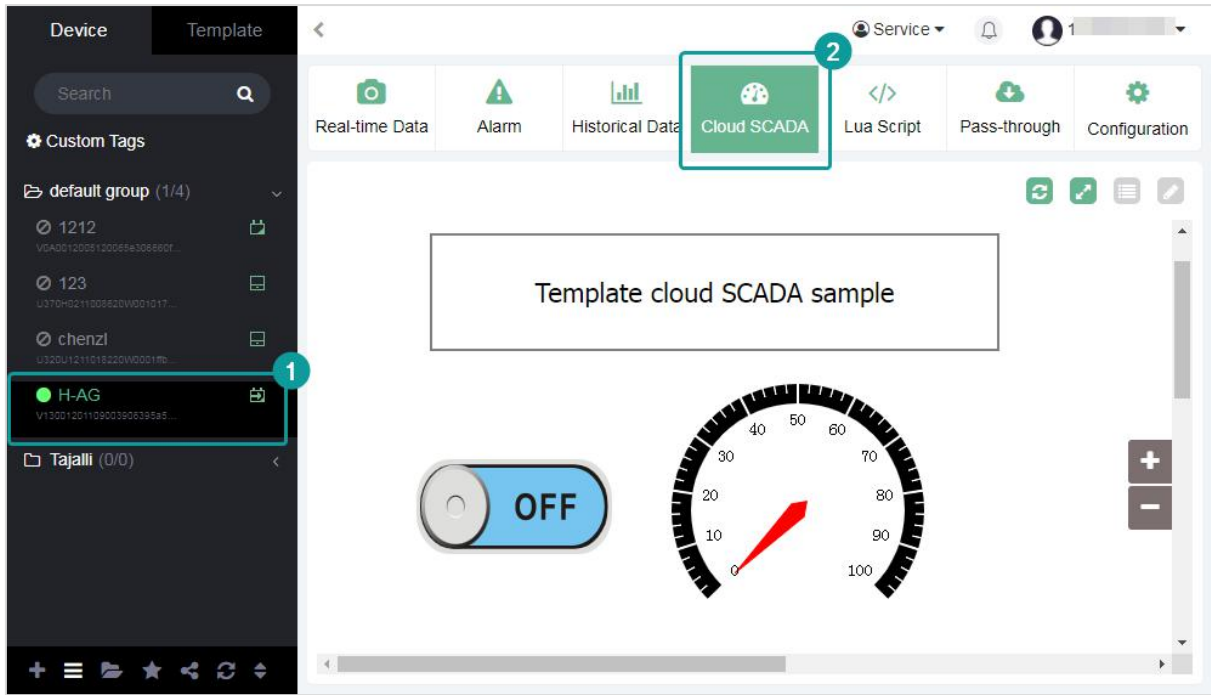 Device
Template
Service
1
2
Search
Real-time Data
Alarm
Historical Data
Cloud SCADA
Lua Script
Pass-through
Configuration
Custom Tags
default group (1/4)
1212
123
chenzl
1
H-AG
Tajalli (0/0)
Template cloud SCADA sample
OFF
0
10
20
30
40
50
60
70
80
90
100